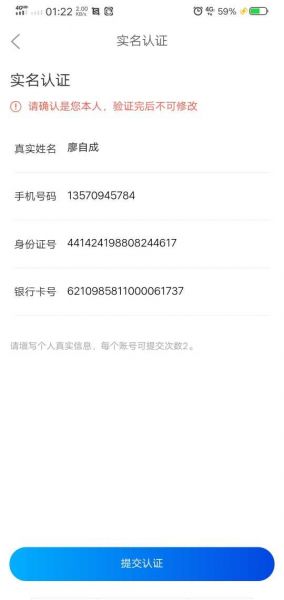 4G 01:22 2.00 KB/s 4G 59%
实名认证
实名认证
请确认是您本人，验证完后不可修改
真实姓名 廖自成
手机号码 13570945784
身份证号 441424198808244617
银行卡号 6210985811000061737
请填写个人真实信息，每个账号可提交次数2。
提交认证